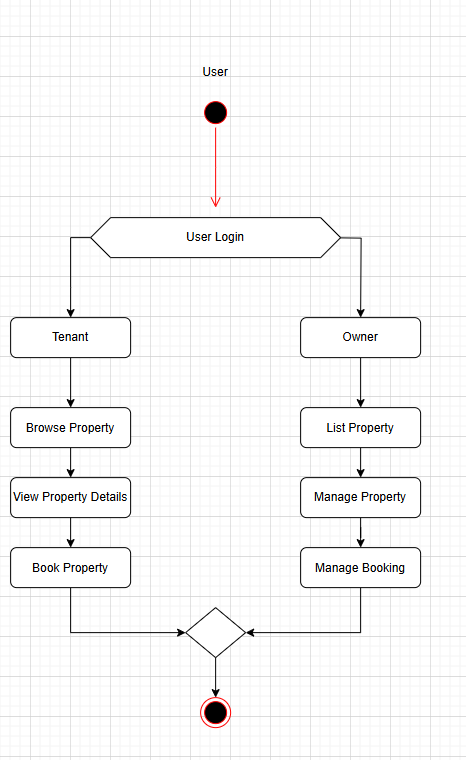 User
User Login
Tenant
Owner
Browse Property
List Property
View Property Details
Manage Property
Book Property
Manage Booking